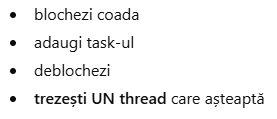 • blochezi coada
• adaugi task-ul
• deblochezi
• trezești UN thread care așteaptă